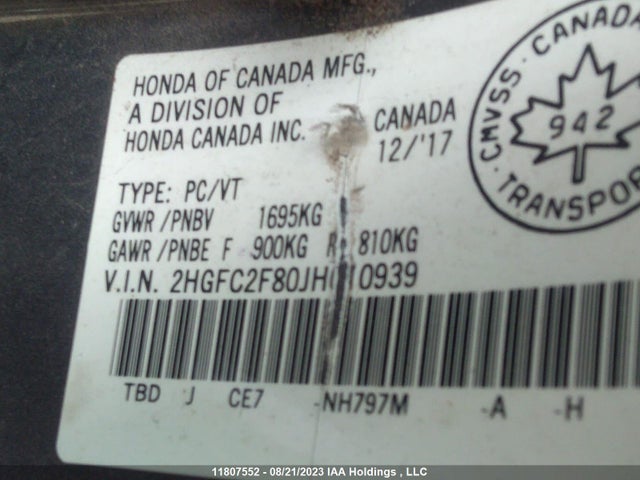 HONDA OF CANADA MFG.,
A DIVISION OF
HONDA CANADA INC.
CANADA
12/'17
CMVSS · CANADA
942
TRANSPOR
TYPE: PC/VT
GVWR /PNBV 1695KG
GAWR /PNBE F 900KG R 810KG
V.I.N.
TBD J CE7 -NH797M -A -H
11807552 - 08/21/2023 IAA Holdings , LLC